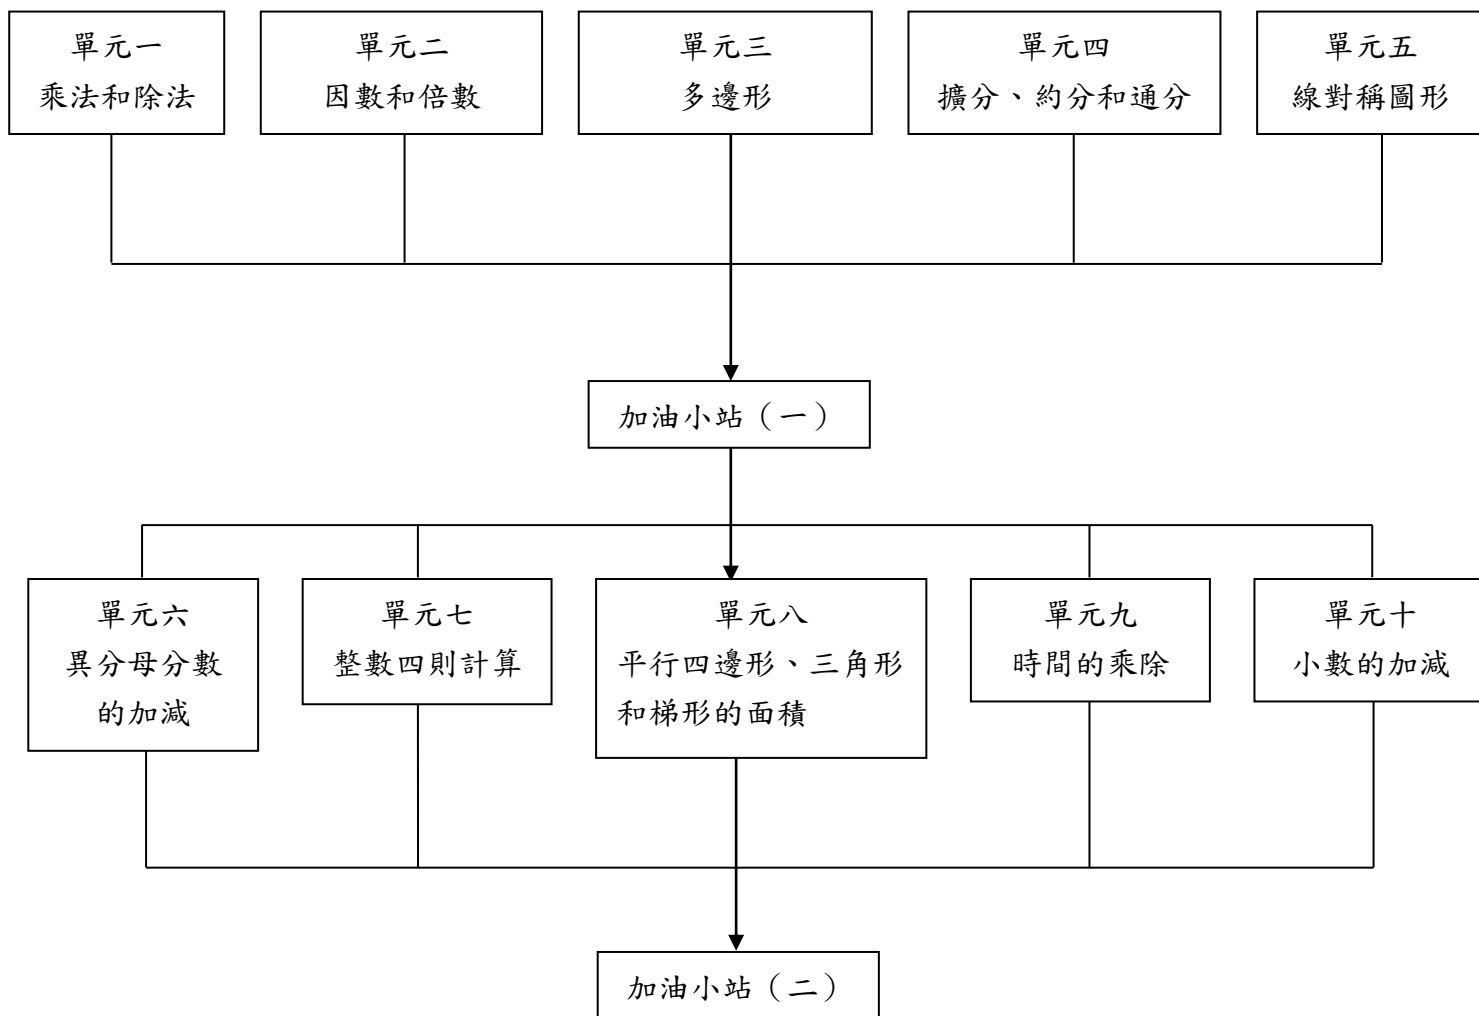 單元一
乘法和除法
單元二
因數和倍數
單元三
多邊形
單元四
擴分、約分和通分
單元五
線對稱圖形
加油小站（一）
單元六
異分母分數
的加減
單元七
整數四則計算
單元八
平行四邊形、三角形
和梯形的面積
單元九
時間的乘除
單元十
小數的加減
加油小站（二）